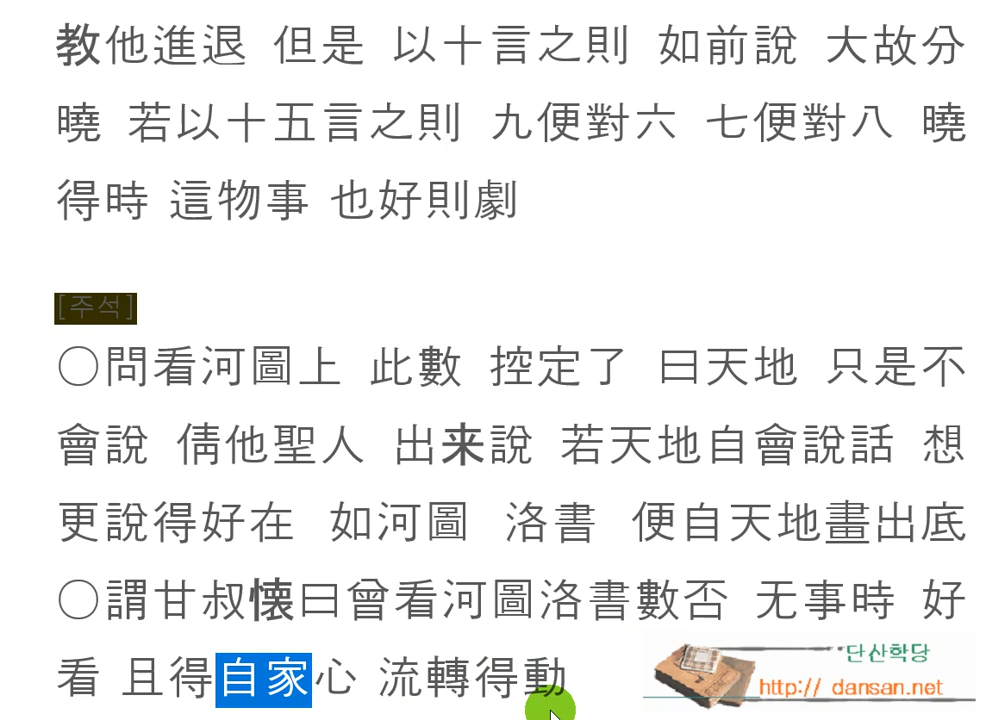 教他進退 但是 以十言之則 如前說 大故分
曉 若以十五言之則 九便對六 七便對八 曉
得時 這物事 也好則劇
[주석]
○問看河圖上 此數 控定了 曰天地 只是不
會說 倩他聖人 出来說 若天地自會說話 想
更說得好在 如河圖 洛書 便自天地畫出底
○謂甘叔懐曰曾看河圖洛書數否 无事時 好
看 且得自家心 流轉得動
단산학당
http:// dansan.net